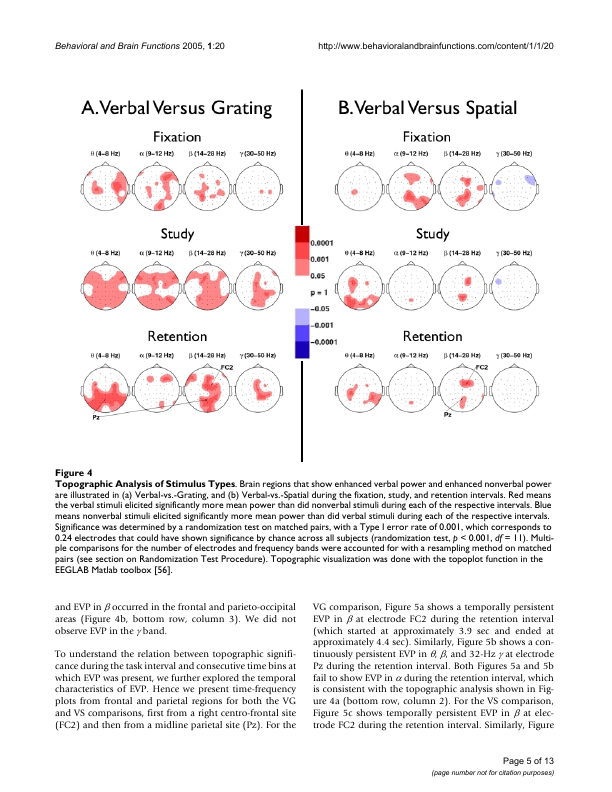 Behavioral and Brain Functions 2005, 1:20
http://www.behavioralandbrainfunctions.com/content/1/1/20
A. Verbal Versus Grating
B. Verbal Versus Spatial
Fixation
Fixation
θ (4–8 Hz) α (9–12 Hz) β (14–28 Hz) γ (30–50 Hz)
θ (4–8 Hz) α (9–12 Hz) β (14–28 Hz) γ (30–50 Hz)
Study
Study
θ (4–8 Hz) α (9–12 Hz) β (14–28 Hz) γ (30–50 Hz)
θ (4–8 Hz) α (9–12 Hz) β (14–28 Hz) γ (30–50 Hz)
0.0001
0.001
0.05
p = 1
−0.05
−0.001
−0.0001
Retention
Retention
θ (4–8 Hz) α (9–12 Hz) β (14–28 Hz) γ (30–50 Hz)
θ (4–8 Hz) α (9–12 Hz) β (14–28 Hz) γ (30–50 Hz)
FC2
FC2
Pz
Pz
Figure 4
Topographic Analysis of Stimulus Types. Brain regions that show enhanced verbal power and enhanced nonverbal power
are illustrated in (a) Verbal-vs.-Grating, and (b) Verbal-vs.-Spatial during the fixation, study, and retention intervals. Red means
the verbal stimuli elicited significantly more mean power than did nonverbal stimuli during each of the respective intervals. Blue
means nonverbal stimuli elicited significantly more mean power than did verbal stimuli during each of the respective intervals.
Significance was determined by a randomization test on matched pairs, with a Type I error rate of 0.001, which corresponds to
0.24 electrodes that could have shown significance by chance across all subjects (randomization test, p < 0.001, df = 11). Multi-
ple comparisons for the number of electrodes and frequency bands were accounted for with a resampling method on matched
pairs (see section on Randomization Test Procedure). Topographic visualization was done with the topoplot function in the
EEGLAB Matlab toolbox [56].
and EVP in β occurred in the frontal and parieto-occipital
areas (Figure 4b, bottom row, column 3). We did not
observe EVP in the γ band.
To understand the relation between topographic signifi-
cance during the task interval and consecutive time bins at
which EVP was present, we further explored the temporal
characteristics of EVP. Hence we present time-frequency
plots from frontal and parietal regions for both the VG
and VS comparisons, first from a right centro-frontal site
(FC2) and then from a midline parietal site (Pz). For the
VG comparison, Figure 5a shows a temporally persistent
EVP in β at electrode FC2 during the retention interval
(which started at approximately 3.9 sec and ended at
approximately 4.4 sec). Similarly, Figure 5b shows a con-
tinuously persistent EVP in θ, β, and 32-Hz γ at electrode
Pz during the retention interval. Both Figures 5a and 5b
fail to show EVP in α during the retention interval, which
is consistent with the topographic analysis shown in Fig-
ure 4a (bottom row, column 2). For the VS comparison,
Figure 5c shows temporally persistent EVP in β at elec-
trode FC2 during the retention interval. Similarly, Figure
Page 5 of 13
(page number not for citation purposes)